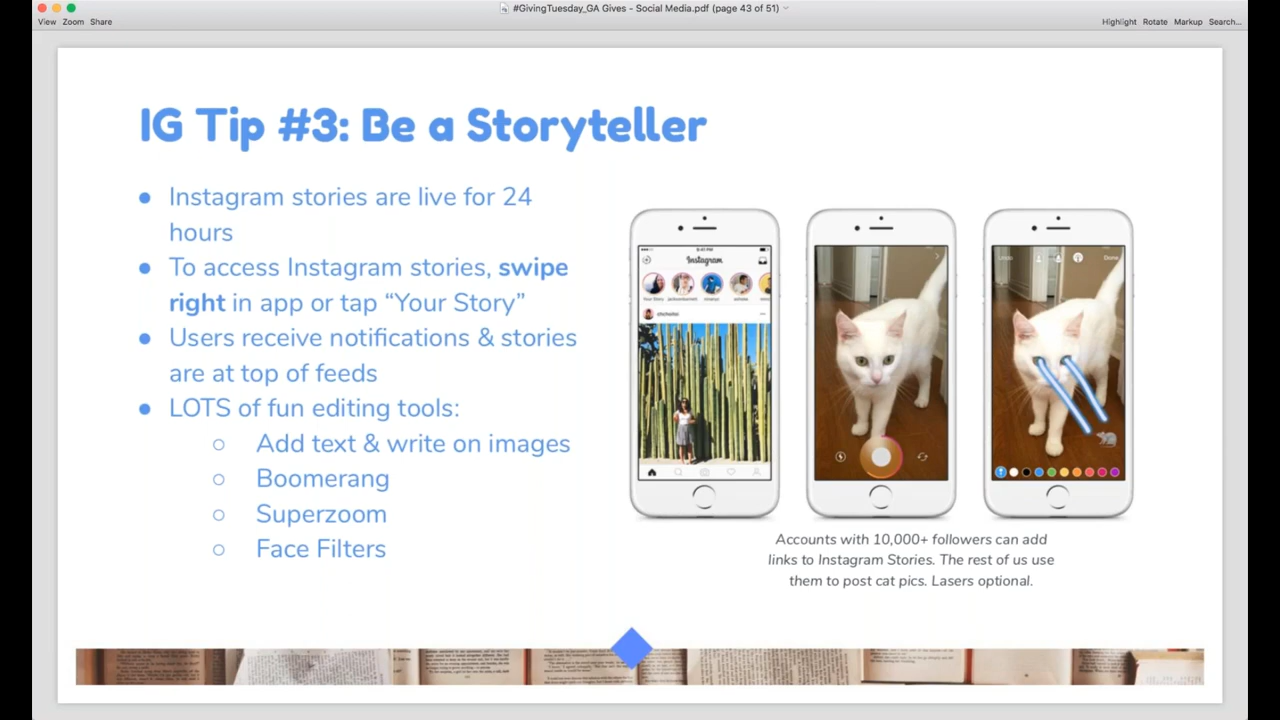 #GivingTuesday_GA Gives - Social Media.pdf (page 43 of 51)
View Zoom Share
Highlight Rotate Markup Search...
IG Tip #3: Be a Storyteller
● Instagram stories are live for 24
hours
● To access Instagram stories, swipe
right in app or tap “Your Story”
● Users receive notifications & stories
are at top of feeds
● LOTS of fun editing tools:
○ Add text & write on images
○ Boomerang
○ Superzoom
○ Face Filters
Instagram
Your Story
Undo Done
Accounts with 10,000+ followers can add
links to Instagram Stories. The rest of us use
them to post cat pics. Lasers optional.